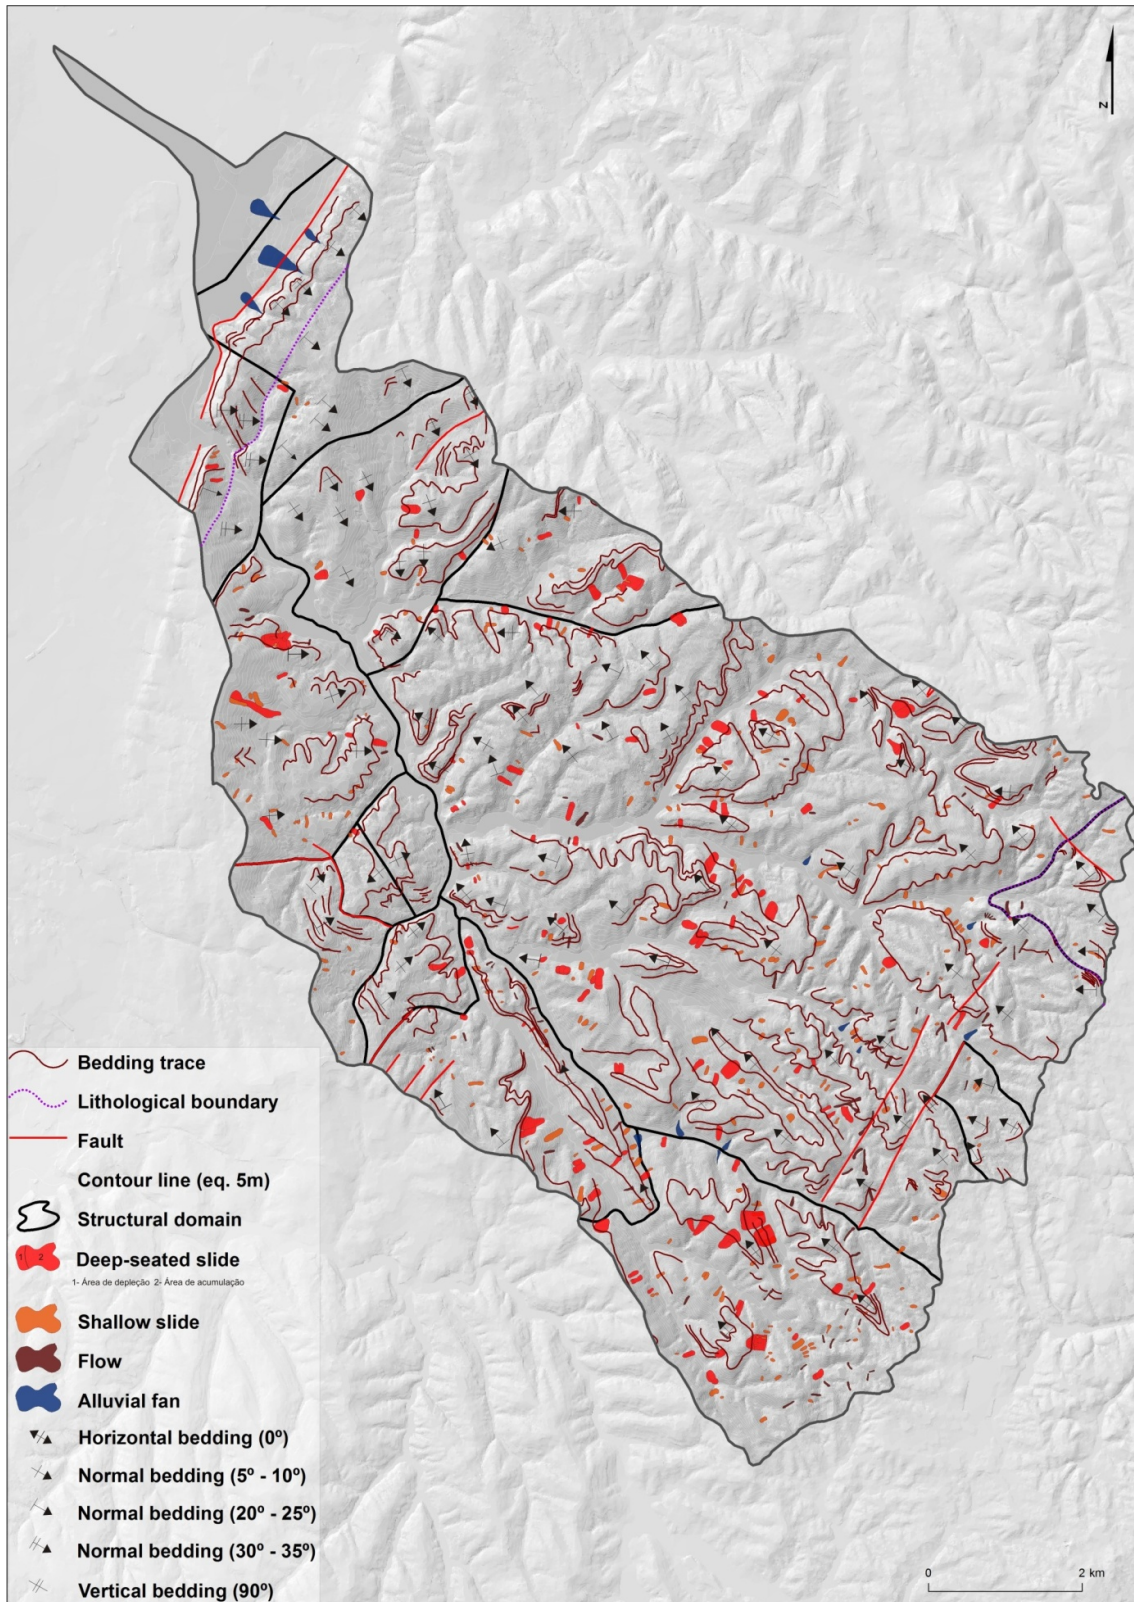 N
Bedding trace
Lithological boundary
Fault
Contour line (eq. 5m)
Structural domain
1 2
Deep-seated slide
1- Área de depleção 2- Área de acumulação
Shallow slide
Flow
Alluvial fan
Horizontal bedding (0º)
Normal bedding (5º - 10º)
Normal bedding (20º - 25º)
Normal bedding (30º - 35º)
Vertical bedding (90º)
0 2 km